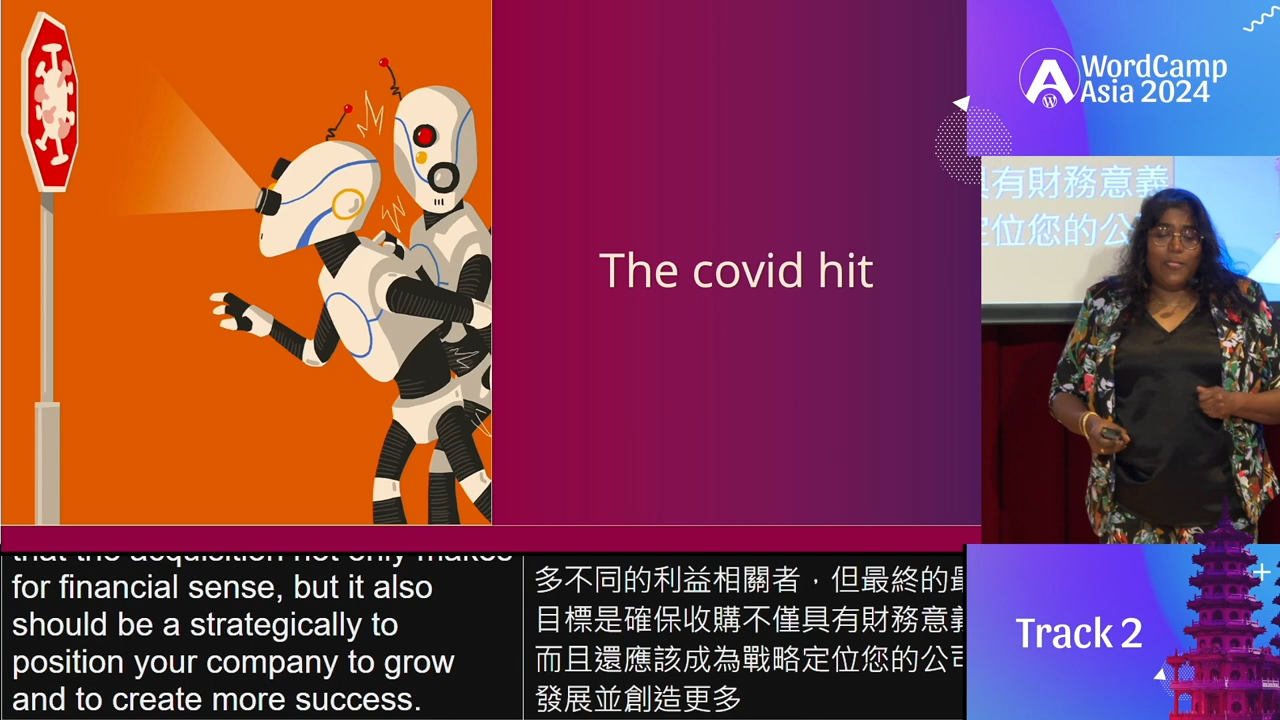 The covid hit
WordCamp
Asia 2024
具有財務意義
定位您的公
that the acquisition not only makes
for financial sense, but it also
should be a strategically to
position your company to grow
and to create more success.
多不同的利益相關者，但最終的最
目標是確保收購不僅具有財務意義
而且還應該成為戰略定位您的公司
發展並創造更多
Track 2